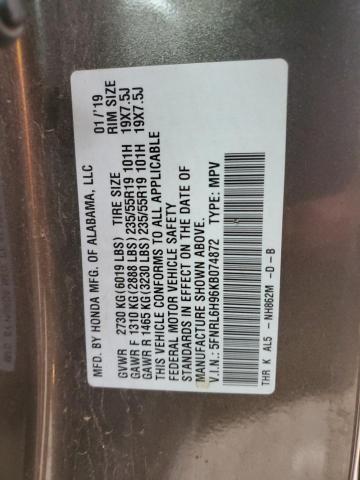 MFD. BY HONDA MFG. OF ALABAMA, LLC 01/'19
TIRE SIZE RIM SIZE
GVWR 2730 KG(6019 LBS)
GAWR F 1310 KG(2888 LBS) 235/55R19 101H 19X7.5J
GAWR R 1465 KG(3230 LBS) 235/55R19 101H 19X7.5J
THIS VEHICLE CONFORMS TO ALL APPLICABLE
FEDERAL MOTOR VEHICLE SAFETY
STANDARDS IN EFFECT ON THE DATE OF
MANUFACTURE SHOWN ABOVE.
V.I.N.: 5FNRL6H96KB074872 TYPE: MPV
THR K AL5 -NH862M -D-B